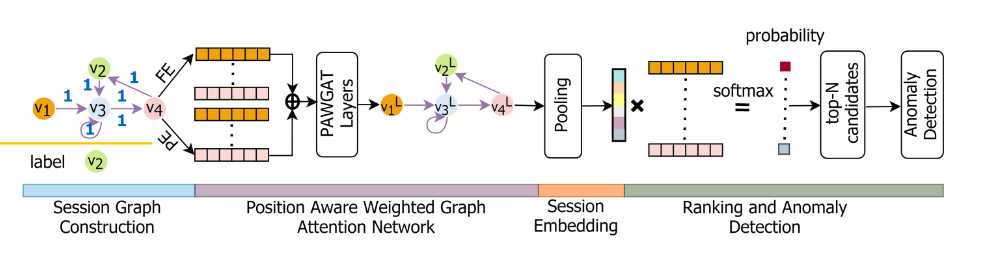 probability
v2
1
FE
1
1
v1
1
v3
1
v4
1
PE
label
v2
PAWGAT
Layers
v1L
v2L
v3L
v4L
Pooling
softmax
=
top-N
candidates
Anomaly
Detection
Session Graph
Construction
Position Aware Weighted Graph
Attention Network
Session
Embedding
Ranking and Anomaly
Detection